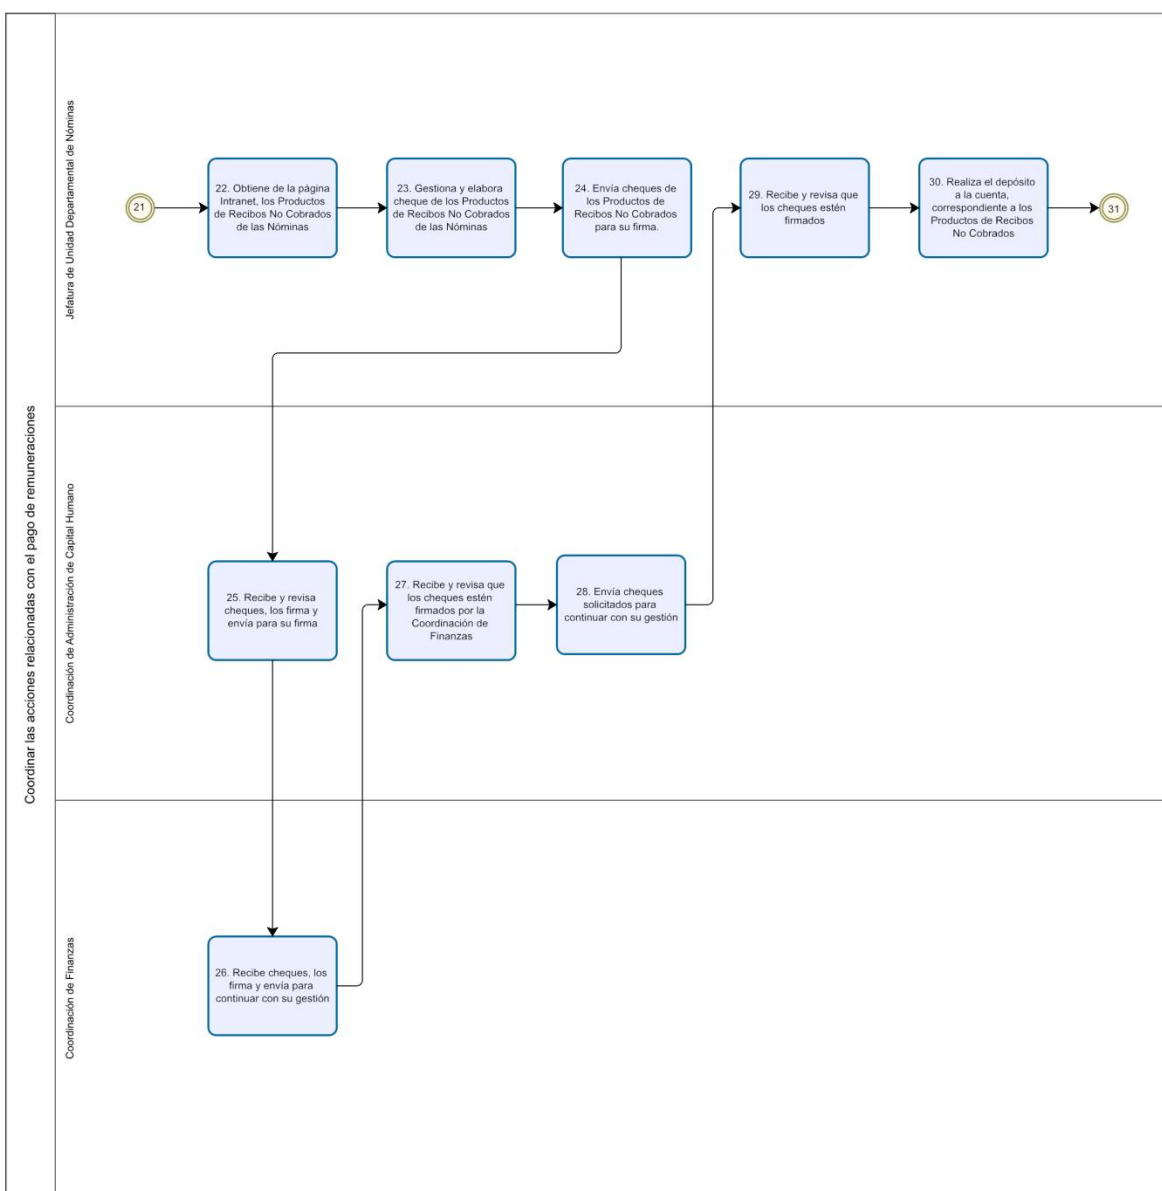 Coordinar las acciones relacionadas con el pago de remuneraciones
Jefatura de Unidad Departamental de Nóminas
21
22. Obtiene de la página
Intranet, los Productos
de Recibos No Cobrados
de las Nóminas
23. Gestiona y elabora
cheque de los Productos
de Recibos No Cobrados
de las Nóminas
24. Envía cheques de
los Productos de
Recibos No Cobrados
para su firma.
29. Recibe y revisa que
los cheques estén
firmados
30. Realiza el depósito
a la cuenta,
correspondiente a los
Productos de Recibos
No Cobrados
31
Coordinación de Administración de Capital Humano
25. Recibe y revisa
cheques, los firma y
envía para su firma
27. Recibe y revisa que
los cheques estén
firmados por la
Coordinación de
Finanzas
28. Envía cheques
solicitados para
continuar con su gestión
Coordinación de Finanzas
26. Recibe cheques, los
firma y envía para
continuar con su gestión